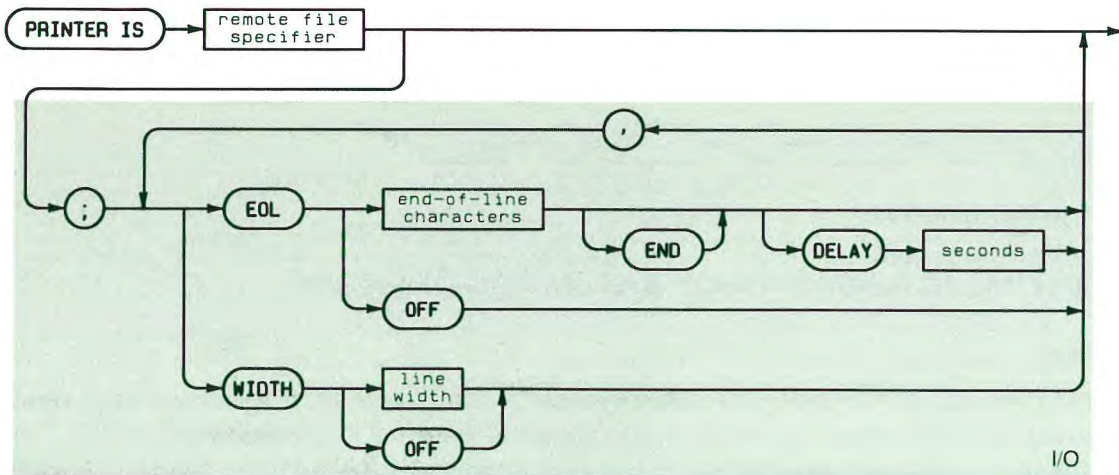 PRINTER IS
remote file
specifier
,
;
EOL
end-of-line
characters
END
DELAY
seconds
OFF
WIDTH
line
width
OFF
I/O